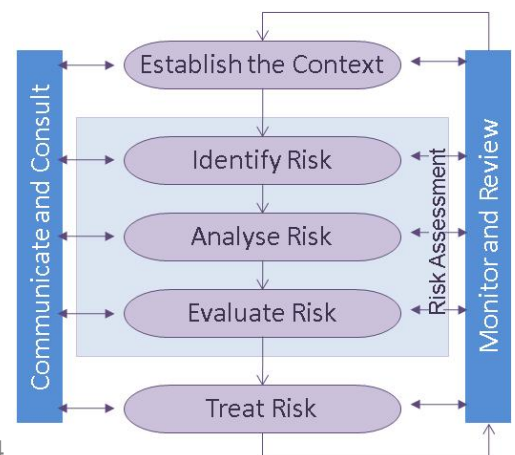 Establish the Context
Identify Risk
Analyse Risk
Evaluate Risk
Treat Risk
Communicate and Consult
Risk Assessment
Monitor and Review